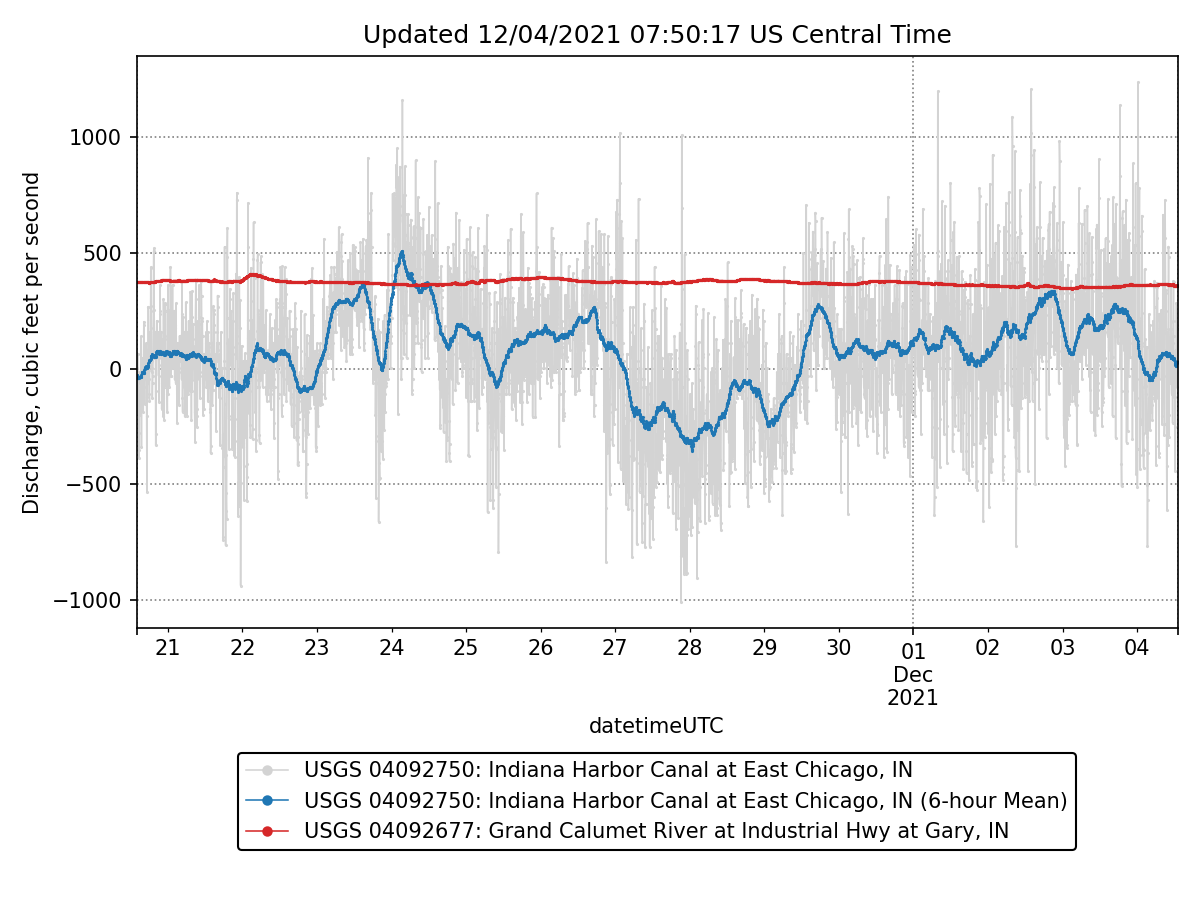 Updated 12/04/2021 07:50:17 US Central Time
Discharge, cubic feet per second
1000
500
0
−500
−1000
21 22 23 24 25 26 27 28 29 30 01 02 03 04
Dec
2021
datetimeUTC
USGS 04092750: Indiana Harbor Canal at East Chicago, IN
USGS 04092750: Indiana Harbor Canal at East Chicago, IN (6-hour Mean)
USGS 04092677: Grand Calumet River at Industrial Hwy at Gary, IN